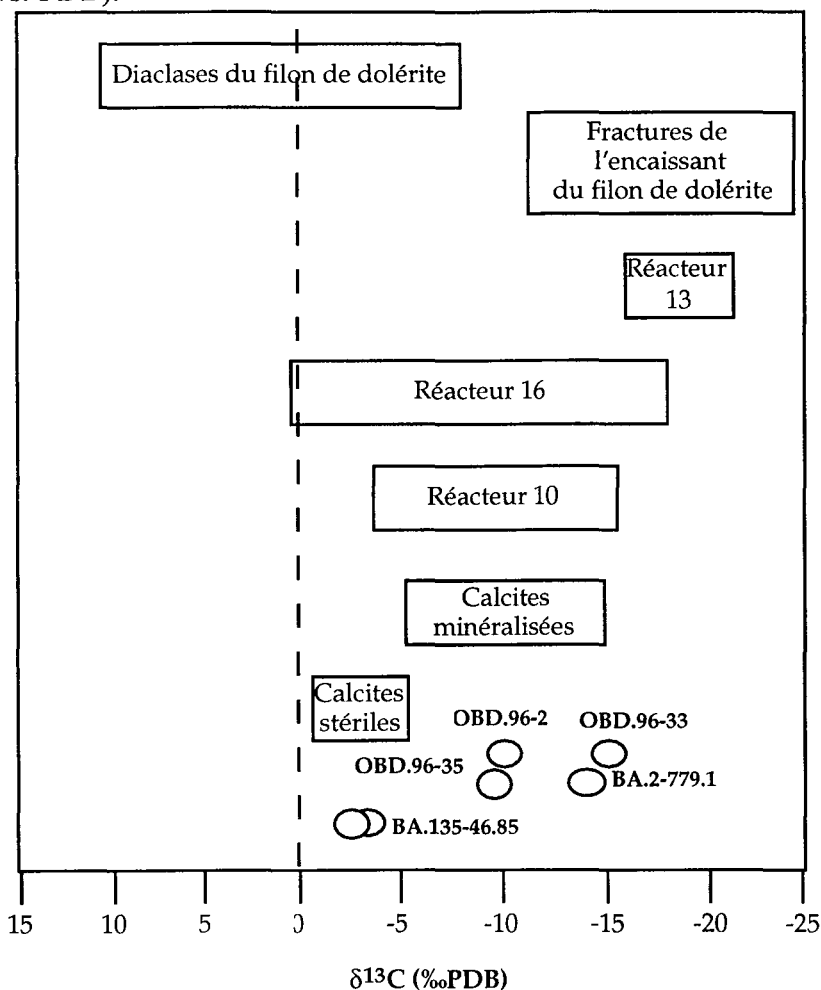 Diaclases du filon de dolérite
Fractures de
l'encaissant
du filon de dolérite
Réacteur
13
Réacteur 16
Réacteur 10
Calcites
minéralisées
Calcites
stériles
OBD.96-2
OBD.96-33
OBD.96-35
BA.2-779.1
BA.135-46.85
15 10 5 0 -5 -10 -15 -20 -25
δ13C (‰PDB)